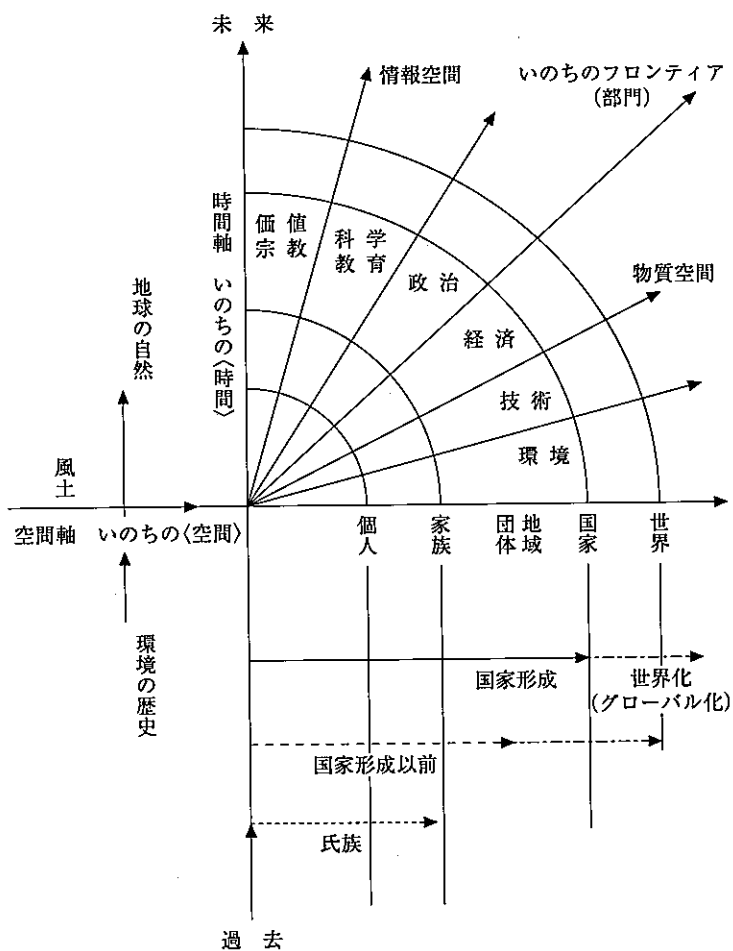 未来
情報空間
いのちのフロンティア
(部門)
時間軸 いのちの〈時間〉
価値
宗教
科学
教育
政治
物質空間
経済
技術
環境
地球の自然
風土
空間軸 いのちの〈空間〉
個人
家族
地域
団体
国家
世界
環境の歴史
国家形成
世界化
(グローバル化)
国家形成以前
氏族
過去